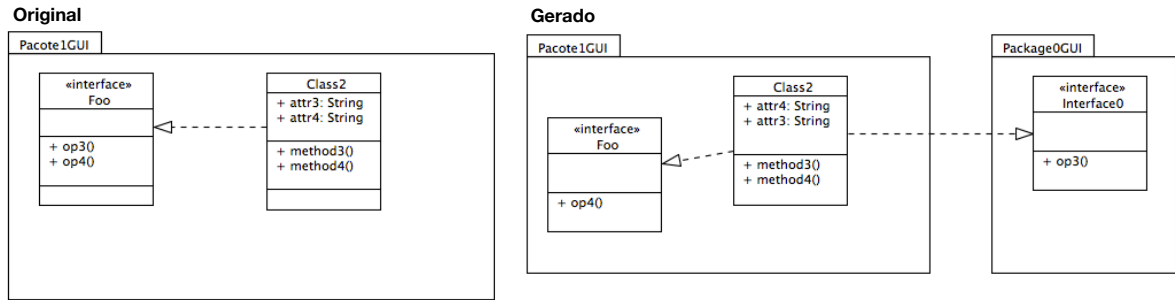 Original
Pacote1GUI
«interface»
Foo
+ op3()
+ op4()
Class2
+ attr3: String
+ attr4: String
+ method3()
+ method4()
Gerado
Pacote1GUI
«interface»
Foo
+ op4()
Class2
+ attr4: String
+ attr3: String
+ method3()
+ method4()
Package0GUI
«interface»
Interface0
+ op3()